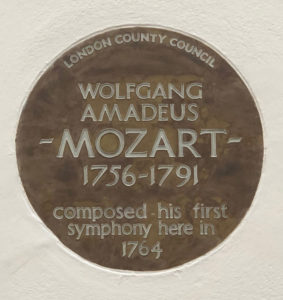 LONDON COUNTY COUNCIL
WOLFGANG
AMADEUS
-MOZART-
1756-1791
composed his first
symphony here in
1764